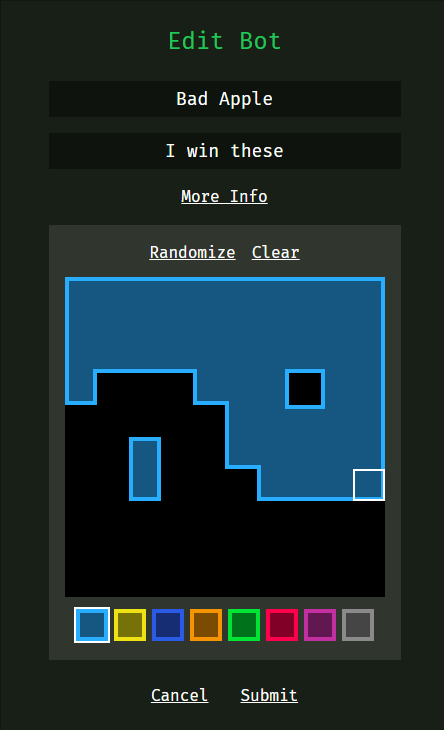 Edit Bot
Bad Apple
I win these
More Info
Randomize Clear
Cancel Submit